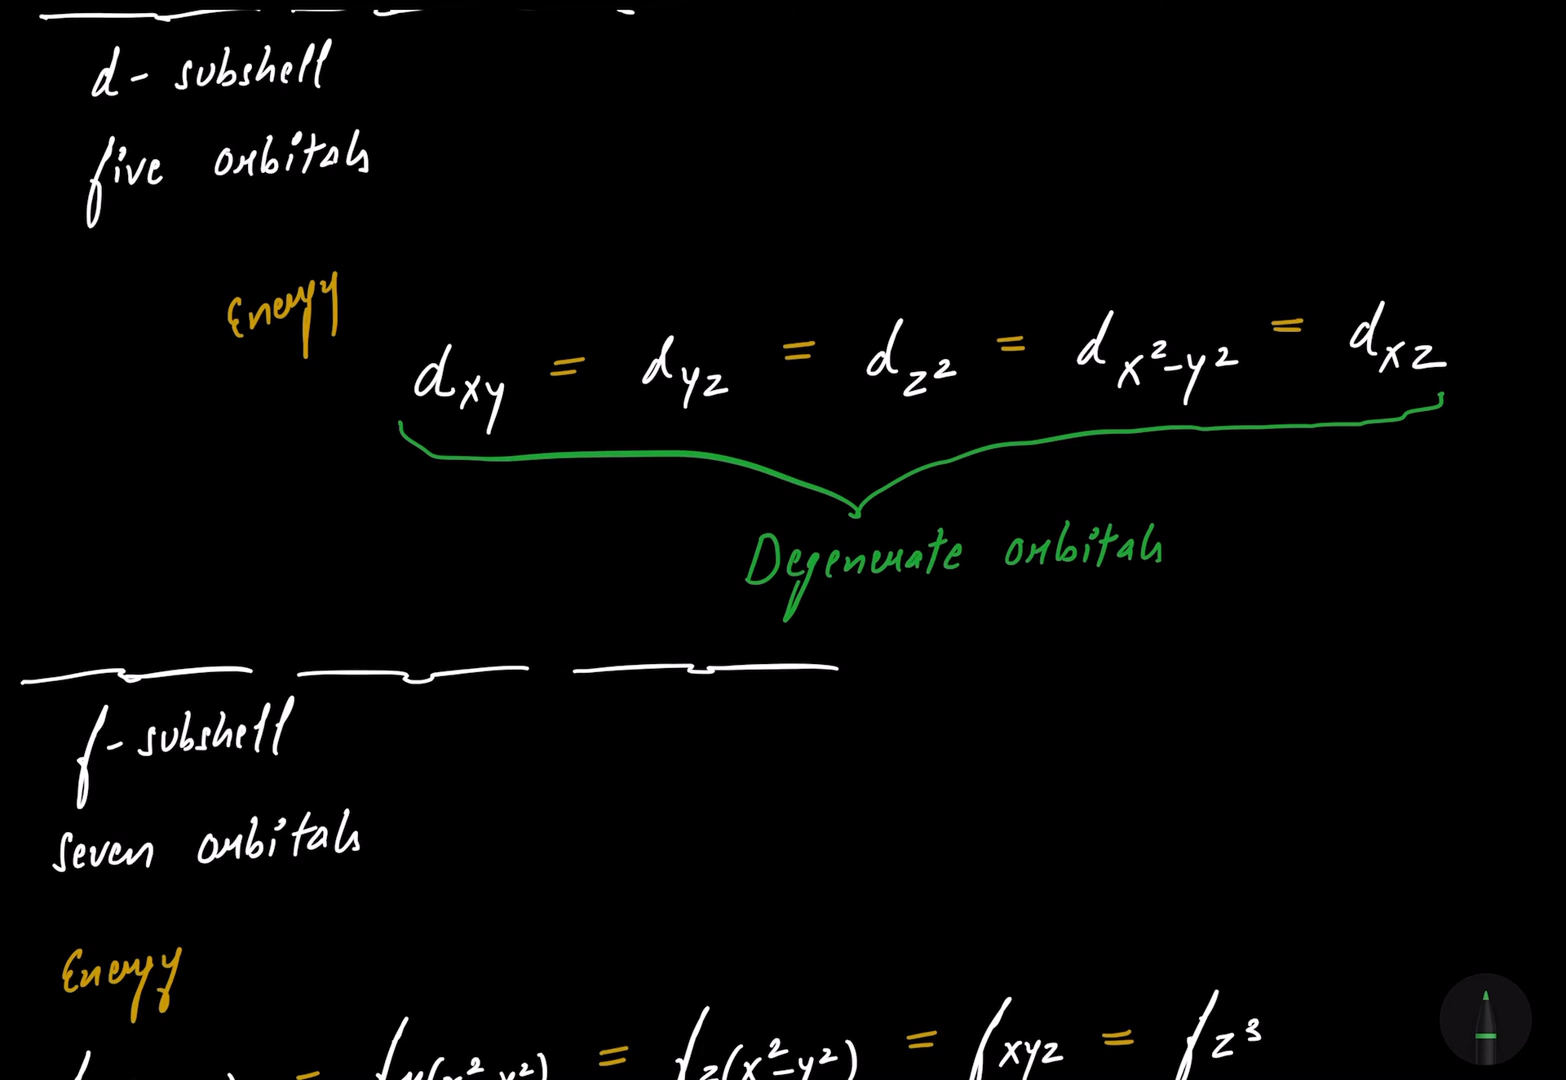 d - subshell
five orbitals
Energy
dxy = dyz = dz² = dx²-y² = dxz
Degenerate orbitals
f - subshell
seven orbitals
Energy
= = fz(x²-y²) = fxyz = fz³